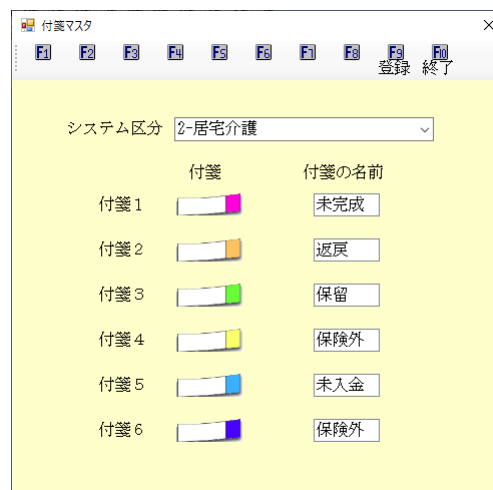 付箋マスタ
F1 F2 F3 F4 F5 F6 F7 F8 F9 F10
登録 終了
システム区分 2-居宅介護
付箋 付箋の名前
付箋1 未完成
付箋2 返戻
付箋3 保留
付箋4 保険外
付箋5 未入金
付箋6 保険外